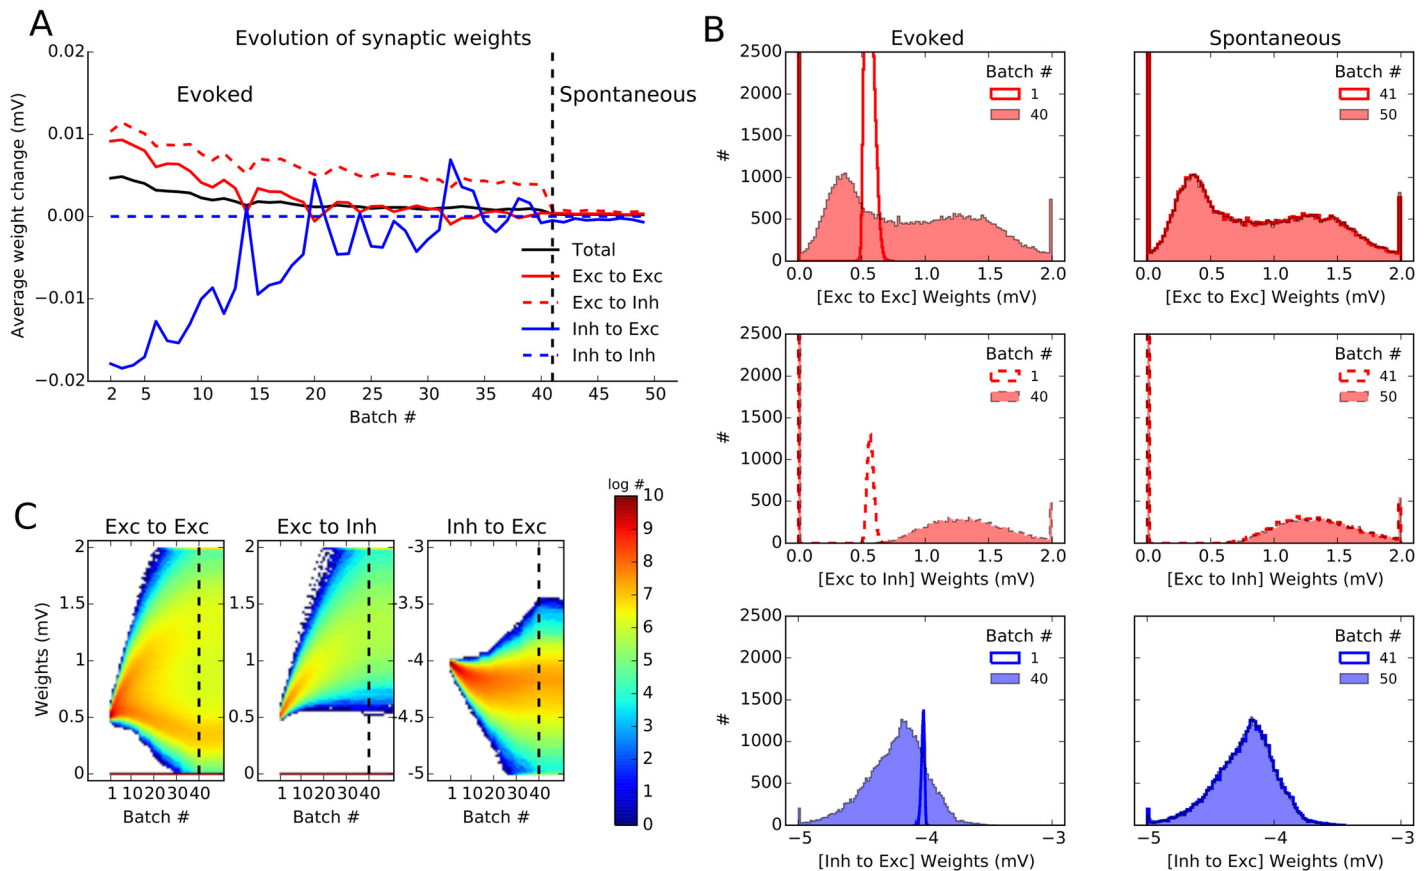 A
Evolution of synaptic weights
Evoked
Spontaneous
Average weight change (mV)
0.02
0.01
0.00
−0.01
−0.02
Total
Exc to Exc
Exc to Inh
Inh to Exc
Inh to Inh
2 5 10 15 20 25 30 35 40 45 50
Batch #
B
Evoked
#
2500
2000
1500
1000
500
0
Batch #
1
40
0.0 0.5 1.0 1.5 2.0
[Exc to Exc] Weights (mV)
Spontaneous
2500
2000
1500
1000
500
0
Batch #
41
50
0.0 0.5 1.0 1.5 2.0
[Exc to Exc] Weights (mV)
#
2500
2000
1500
1000
500
0
Batch #
1
40
0.0 0.5 1.0 1.5 2.0
[Exc to Inh] Weights (mV)
2500
2000
1500
1000
500
0
Batch #
41
50
0.0 0.5 1.0 1.5 2.0
[Exc to Inh] Weights (mV)
#
2500
2000
1500
1000
500
0
Batch #
1
40
−5 −4 −3
[Inh to Exc] Weights (mV)
2500
2000
1500
1000
500
0
Batch #
41
50
−5 −4 −3
[Inh to Exc] Weights (mV)
C
Exc to Exc
Weights (mV)
2
1.5
1
0.5
0
1 10203040
Batch #
Exc to Inh
2
1.5
1
0.5
0
1 10203040
Batch #
Inh to Exc
-3
-3.5
-4
-4.5
-5
1 10203040
Batch #
log #
10
9
8
7
6
5
4
3
2
1
0